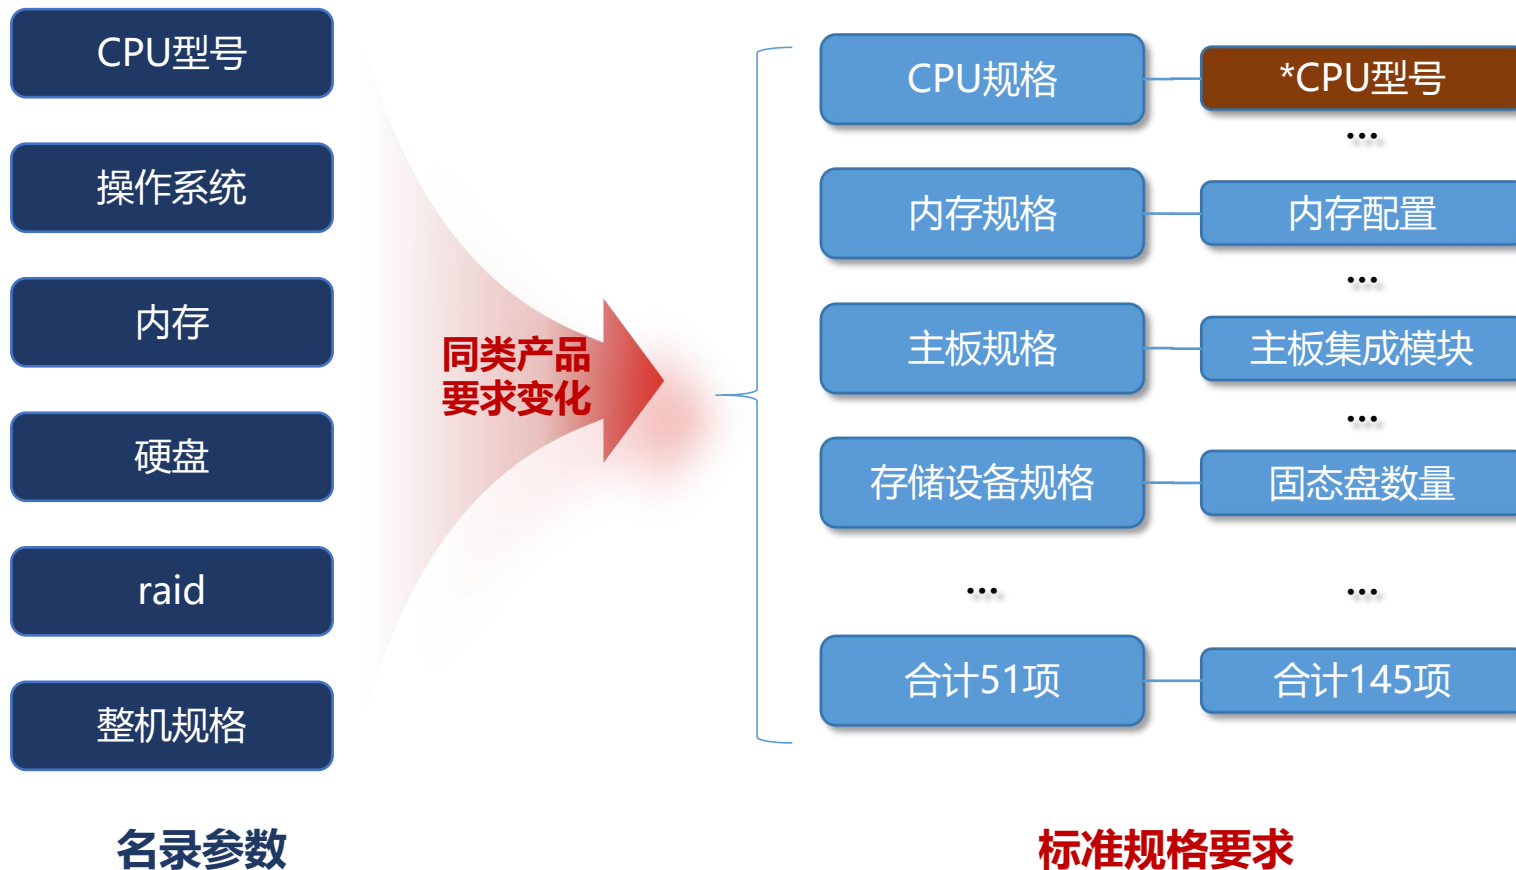 CPU型号
操作系统
内存
硬盘
raid
整机规格
名录参数
同类产品
要求变化
CPU规格
*CPU型号
...
内存规格
内存配置
...
主板规格
主板集成模块
...
存储设备规格
固态盘数量
...
...
合计51项
合计145项
标准规格要求